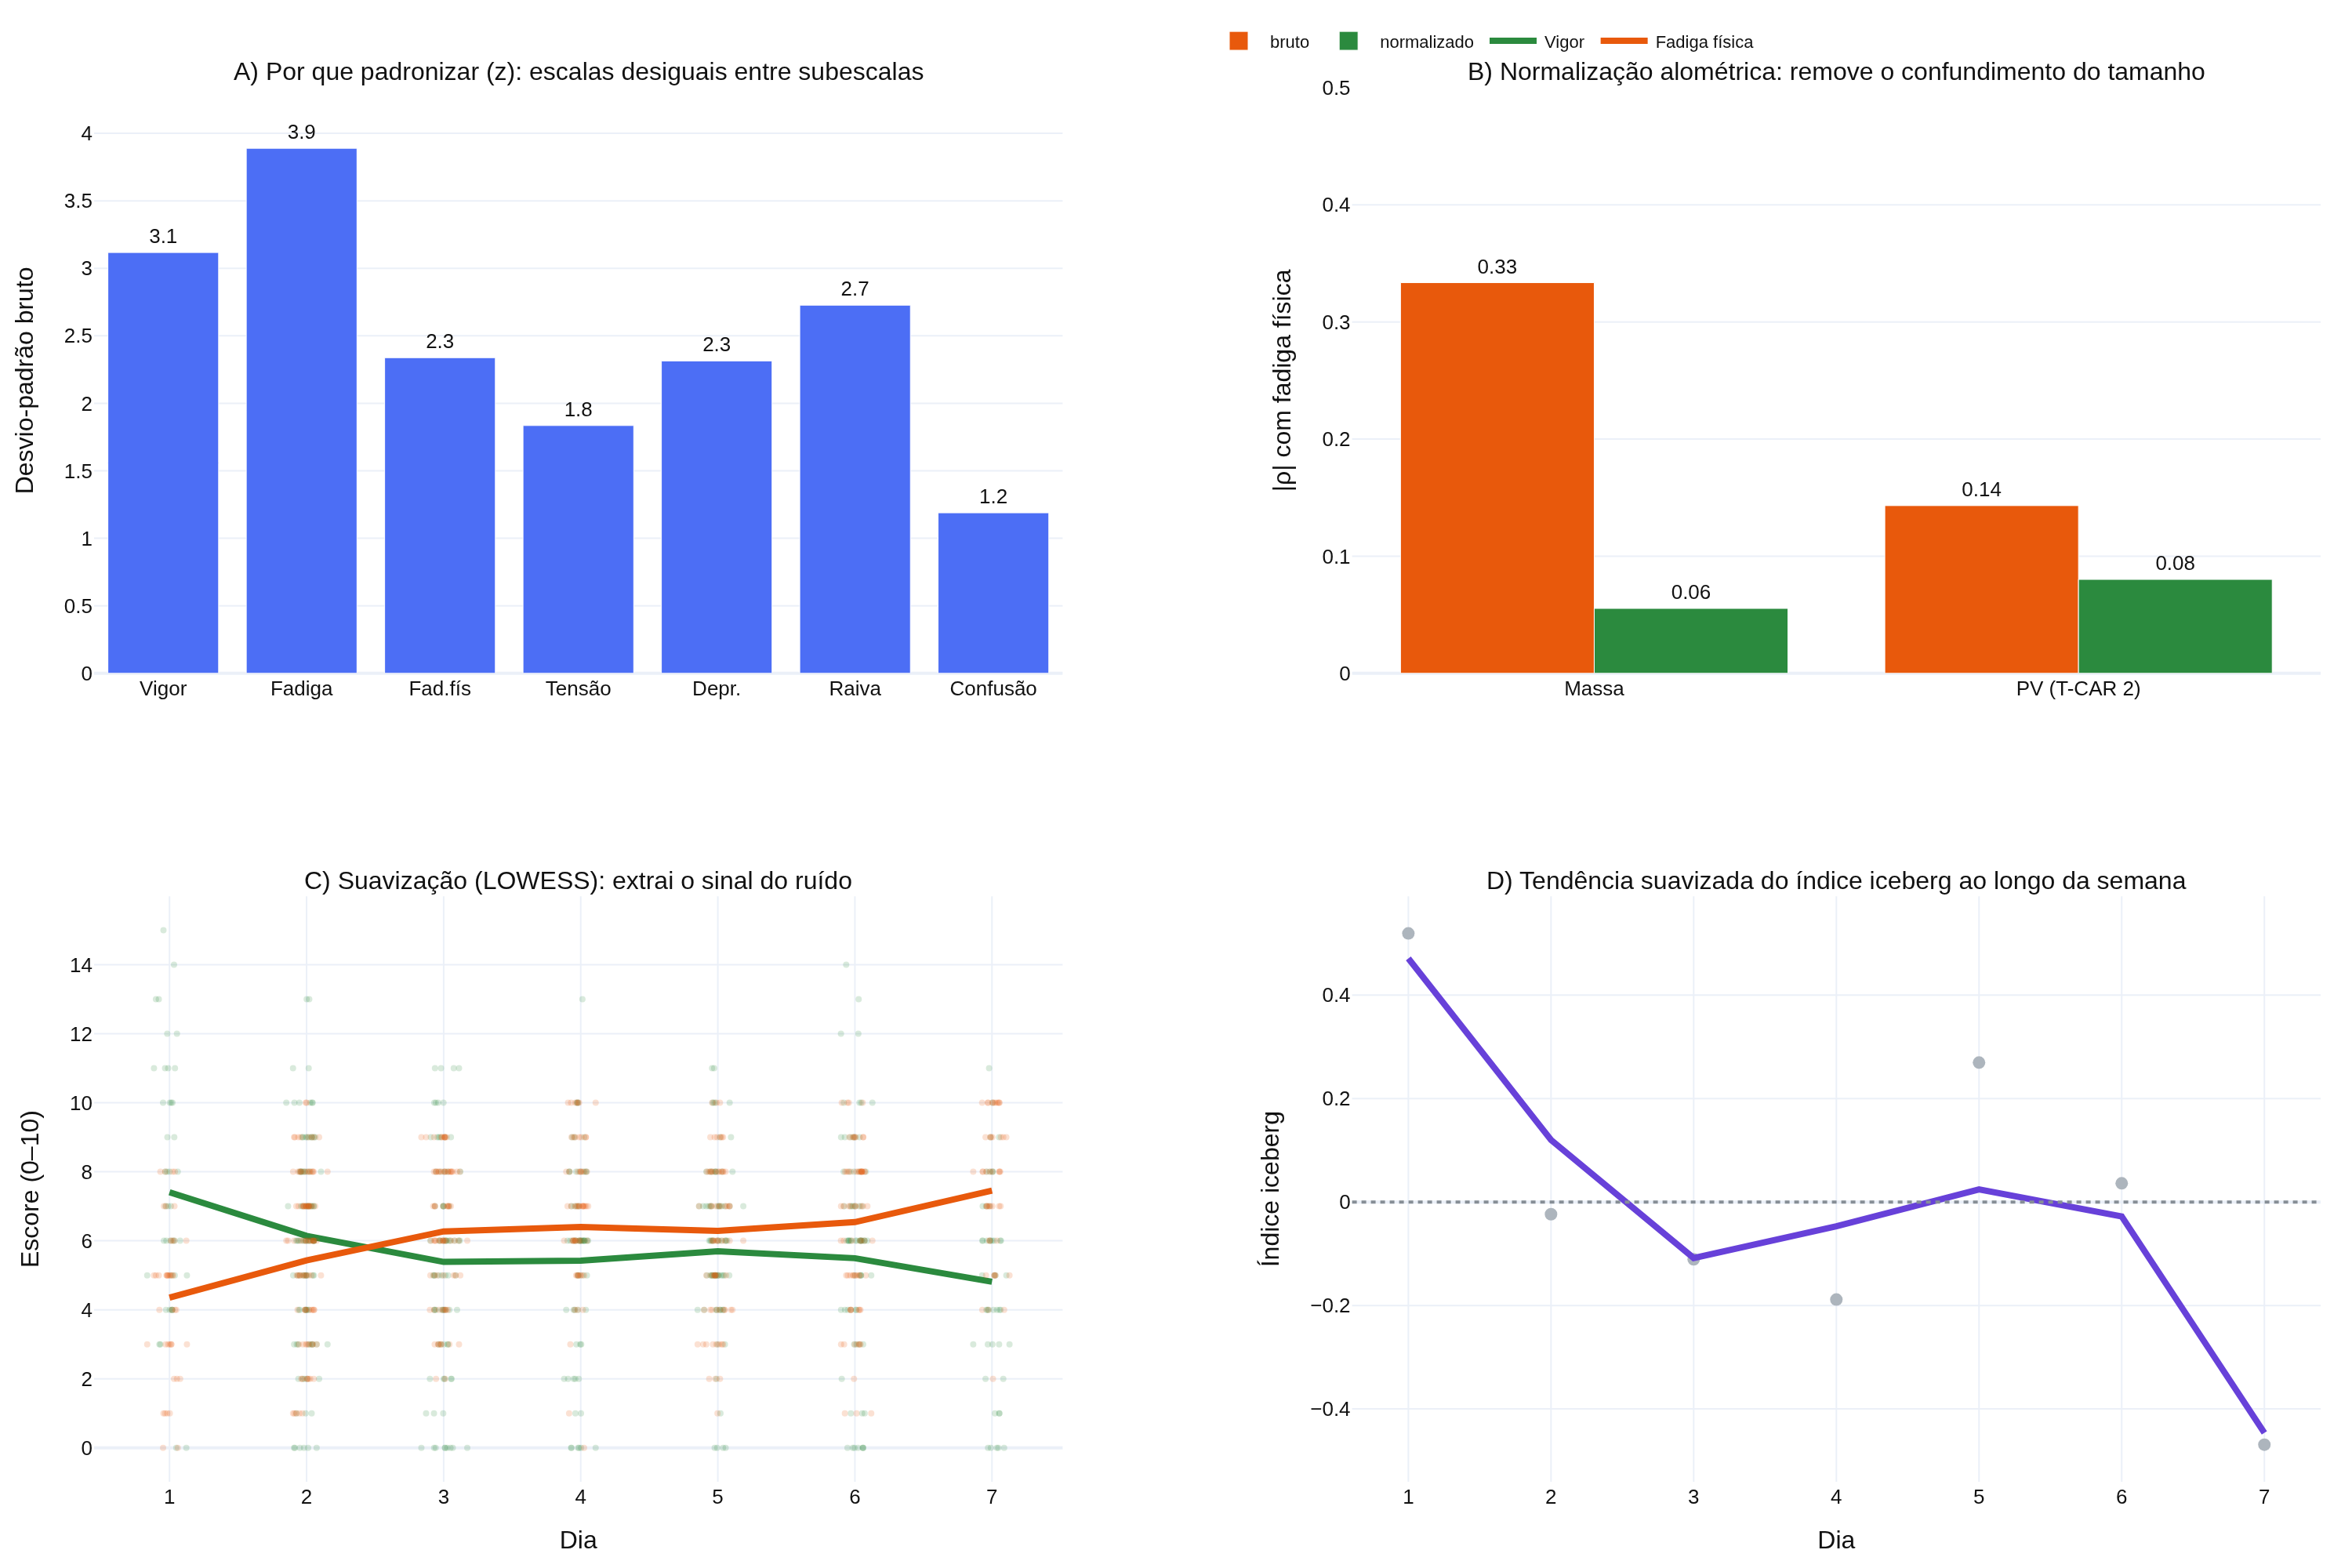 bruto normalizado Vigor Fadiga física
A) Por que padronizar (z): escalas desiguais entre subescalas
Desvio-padrão bruto
4
3.5
3
2.5
2
1.5
1
0.5
0
3.1
3.9
2.3
1.8
2.3
2.7
1.2
Vigor Fadiga Fad.fís Tensão Depr. Raiva Confusão
B) Normalização alométrica: remove o confundimento do tamanho
|ρ| com fadiga física
0.5
0.4
0.3
0.2
0.1
0
0.33
0.06
0.14
0.08
Massa PV (T-CAR 2)
C) Suavização (LOWESS): extrai o sinal do ruído
Escore (0–10)
14
12
10
8
6
4
2
0
1 2 3 4 5 6 7
Dia
D) Tendência suavizada do índice iceberg ao longo da semana
Índice iceberg
0.4
0.2
0
−0.2
−0.4
1 2 3 4 5 6 7
Dia